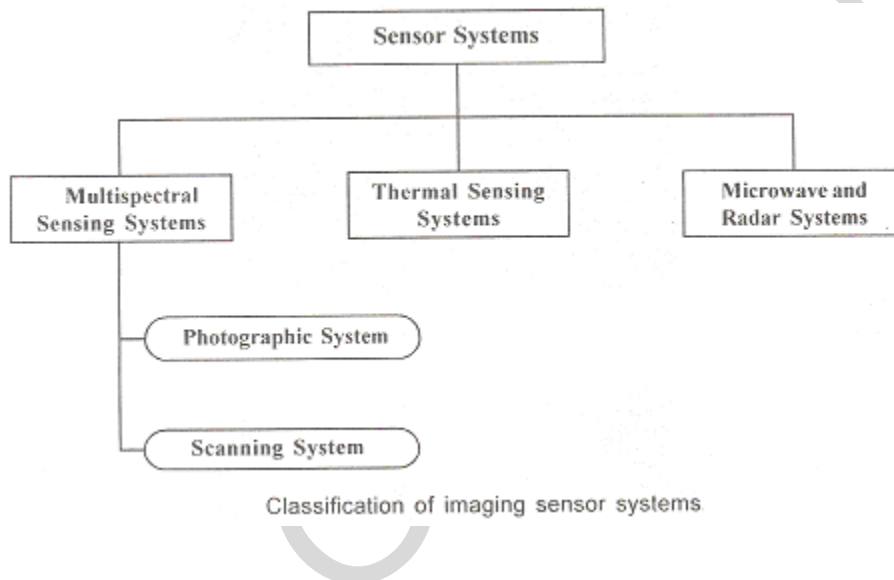 Sensor Systems
Multispectral
Sensing Systems
Thermal Sensing
Systems
Microwave and
Radar Systems
Photographic System
Scanning System
Classification of imaging sensor systems